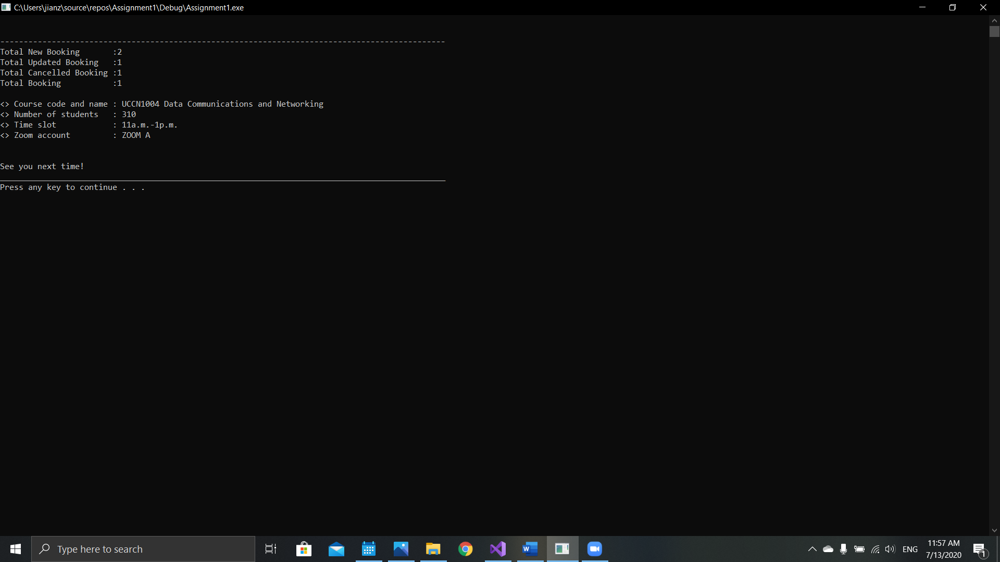 C:\Users\jianz\source\repos\Assignment1\Debug\Assignment1.exe
-----------------------------------------------------------------------------------------------
Total New Booking       :2
Total Updated Booking   :1
Total Cancelled Booking :1
Total Booking           :1
<> Course code and name : UCCN1004 Data Communications and Networking
<> Number of students   : 310
<> Time slot            : 11a.m.-1p.m.
<> Zoom account         : ZOOM A
See you next time!
_______________________________________________________________________________________________
Press any key to continue . . .
Type here to search
W
ENG
11:57 AM
7/13/2020
1